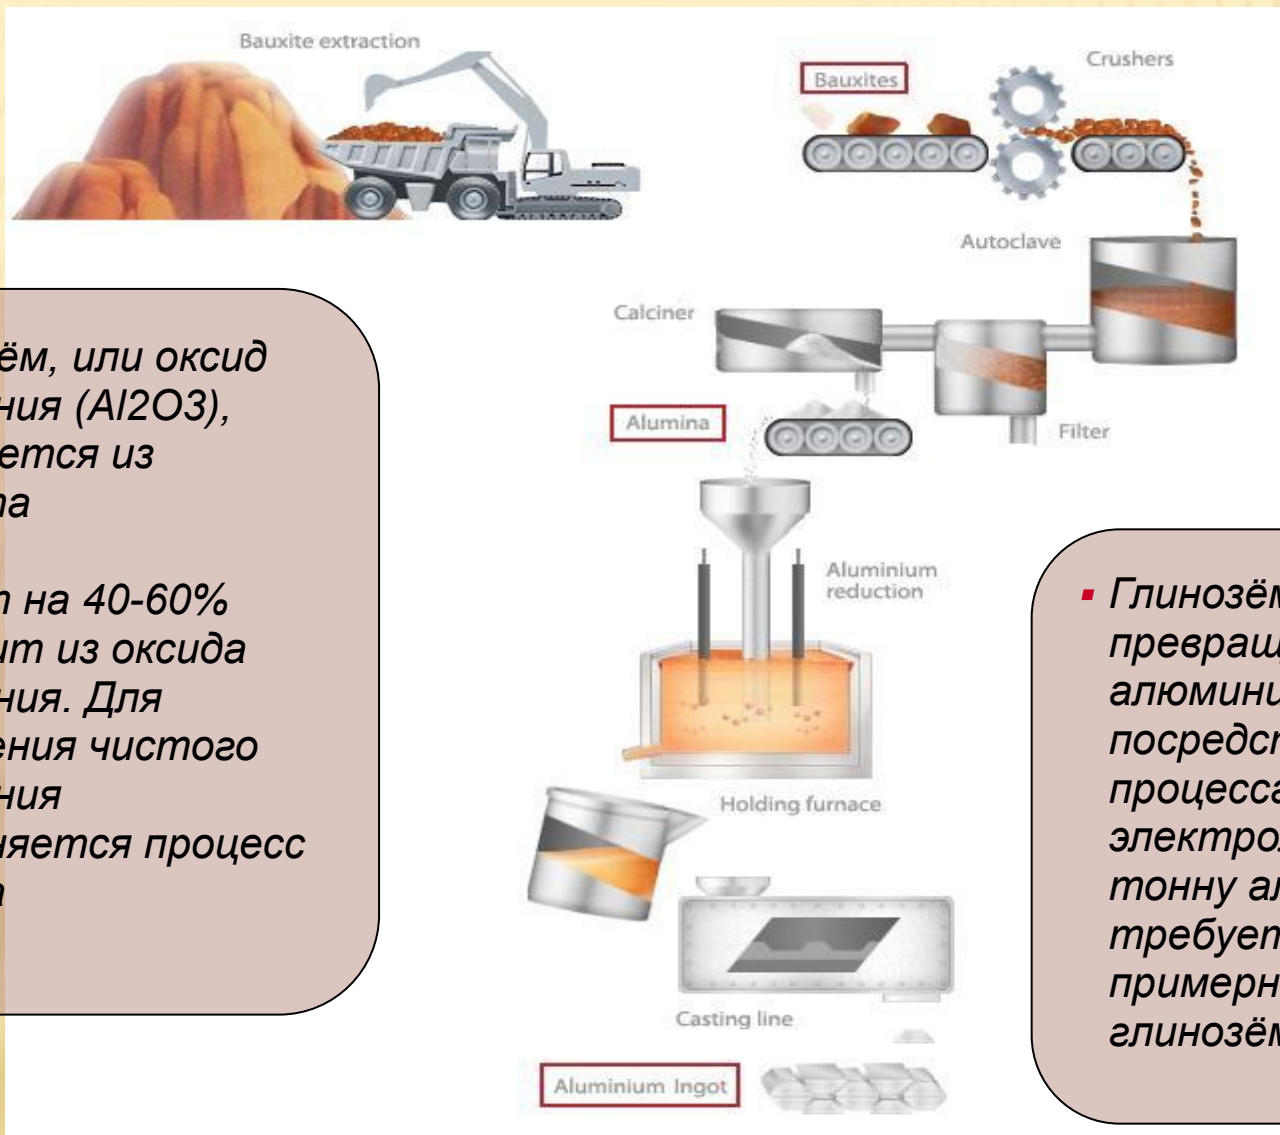 Bauxite extraction
Bauxites
Crushers
Autoclave
Calciner
Alumina
Filter
Aluminium
reduction
Holding furnace
Casting line
Aluminium Ingot
ём, или оксид
ния (Al2O3),
ется из
та
т на 40-60%
ит из оксида
ния. Для
ения чистого
ния
няется процесс
а
▪ Глинозём
превращ
алюмини
посредст
процесса
электрол
тонну ал
требует
примерн
глинозём